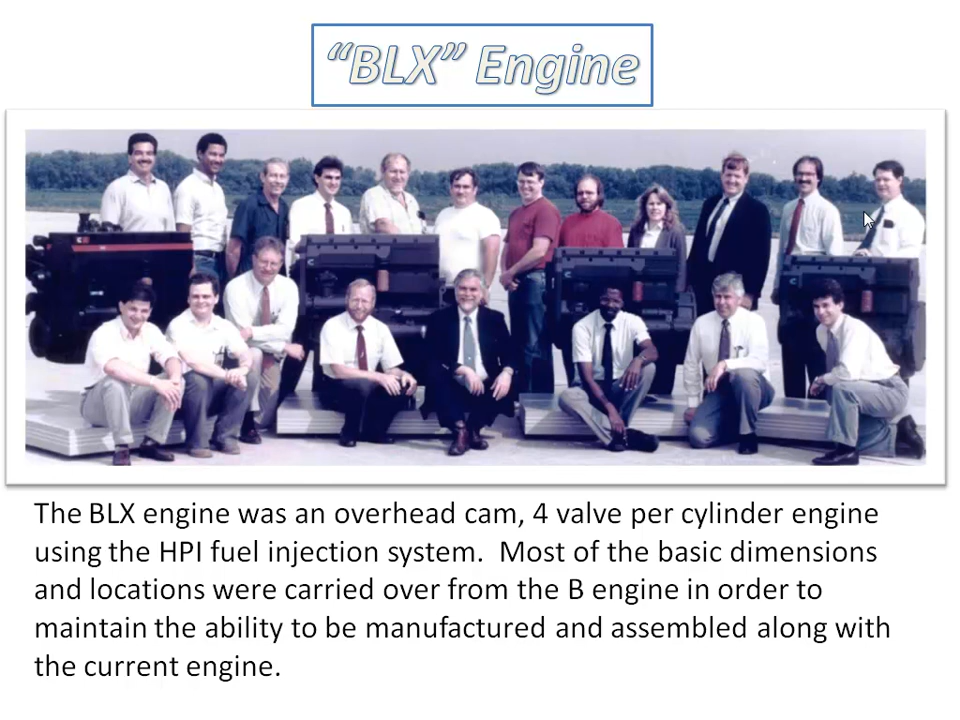 “BLX” Engine
The BLX engine was an overhead cam, 4 valve per cylinder engine
using the HPI fuel injection system.  Most of the basic dimensions
and locations were carried over from the B engine in order to
maintain the ability to be manufactured and assembled along with
the current engine.